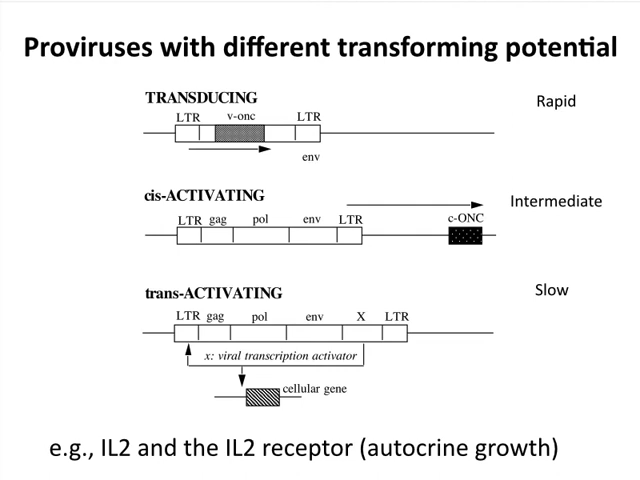 Proviruses with different transforming potential
TRANSDUCING
Rapid
LTR v-onc LTR
env
cis-ACTIVATING
Intermediate
LTR gag pol env LTR c-ONC
trans-ACTIVATING
Slow
LTR gag pol env X LTR
x: viral transcription activator
cellular gene
e.g., IL2 and the IL2 receptor (autocrine growth)